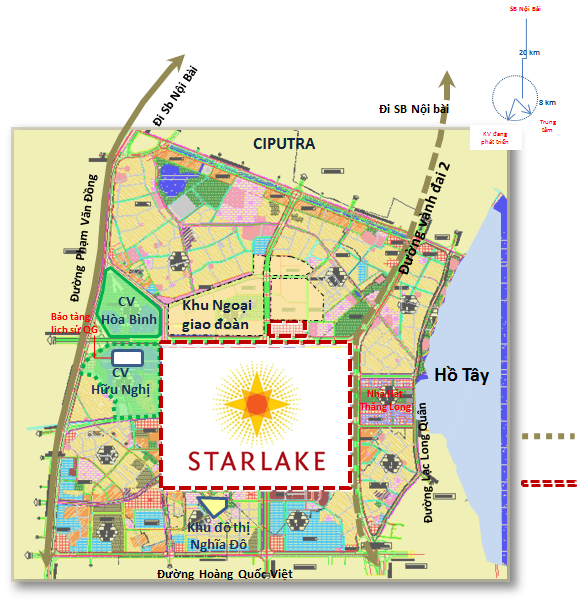 SB Nội Bài
20 km
8 km
Trung
tâm
KV đang
phát triển
Đi Sb Nội Bài
Đi SB Nội bài
CIPUTRA
Đường vành đai 2
Đường Phạm Văn Đồng
CV
Hòa Bình
Khu Ngoại
giao đoàn
Bảo tàng
lịch sử QG
CV
Hữu Nghị
Hồ Tây
Nhà hát
Thăng Long
STARLAKE
Đường Lạc Long Quân
Khu đô thị
Nghĩa Đô
Đường Hoàng Quốc Việt